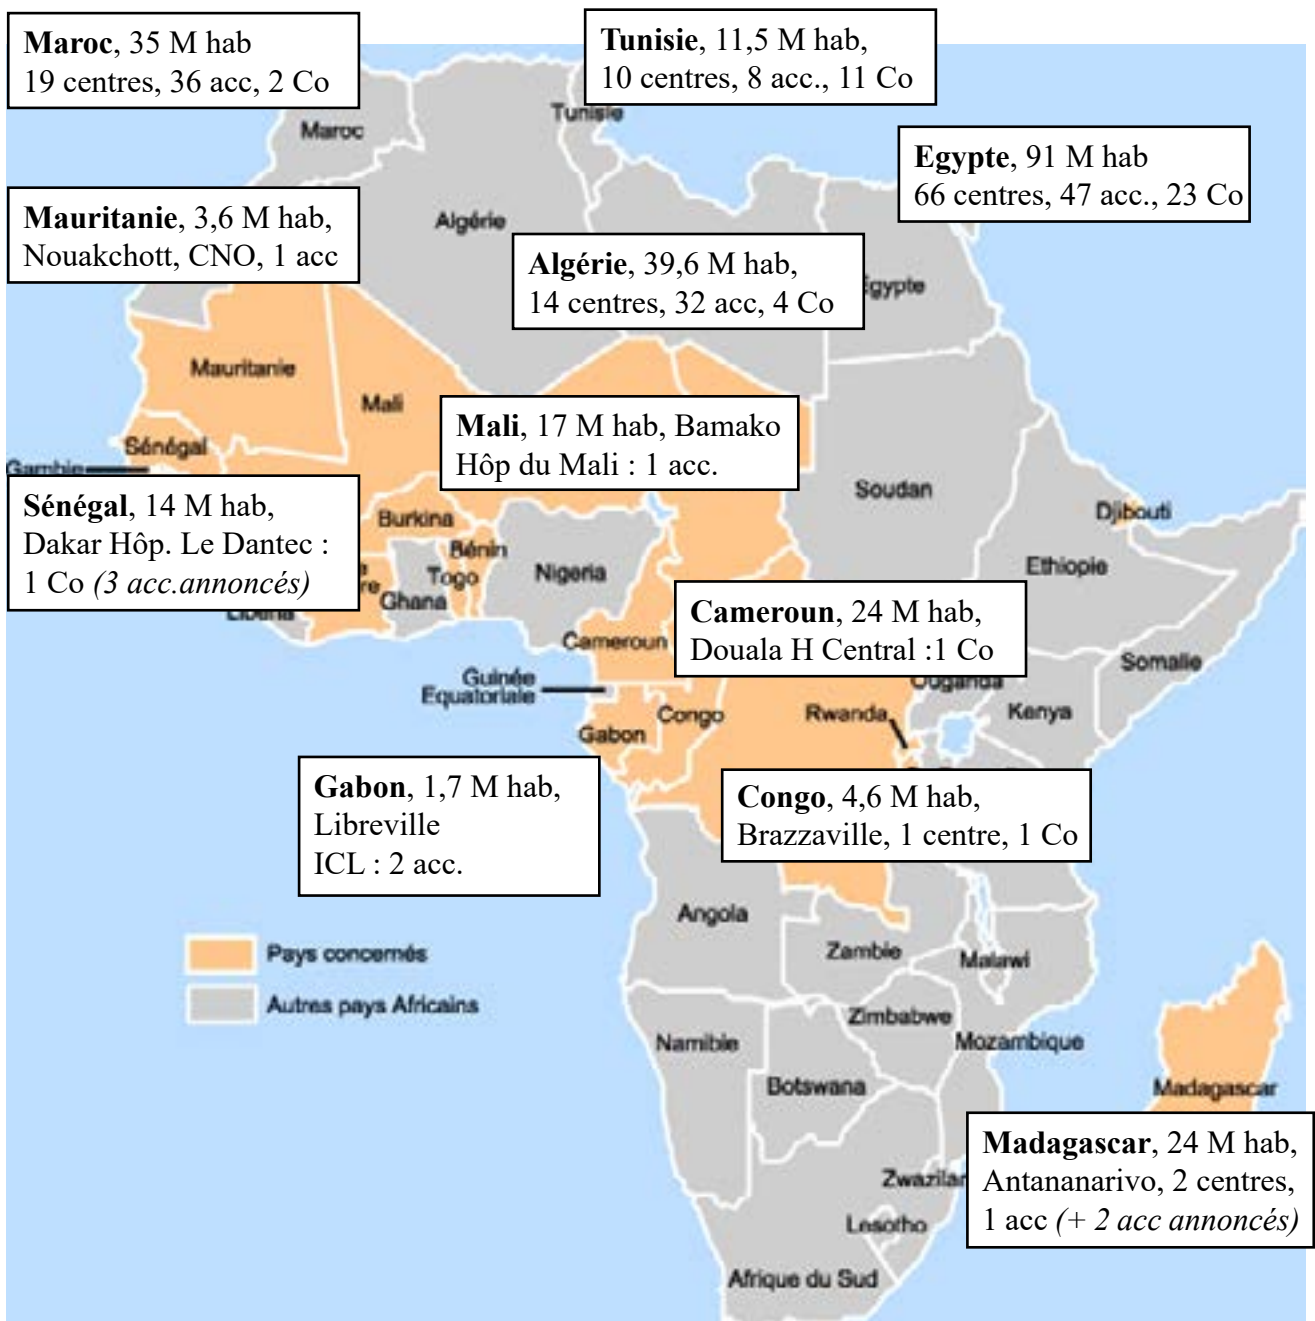 Maroc, 35 M hab
19 centres, 36 acc, 2 Co
Tunisie, 11,5 M hab,
10 centres, 8 acc., 11 Co
Tunisie
Maroc
Egypte, 91 M hab
66 centres, 47 acc., 23 Co
Mauritanie, 3,6 M hab,
Nouakchott, CNO, 1 acc
Algérie
Algérie, 39,6 M hab,
14 centres, 32 acc, 4 Co
Egypte
Mauritanie
Mali
Mali, 17 M hab, Bamako
Hôp du Mali : 1 acc.
Sénégal
Gambie
Sénégal, 14 M hab,
Dakar Hôp. Le Dantec :
1 Co (3 acc.annoncés)
Soudan
Djibouti
Burkina
Bénin
Togo
Ghana
Nigeria
Ethiopie
Liberia
Cameroun, 24 M hab,
Douala H Central :1 Co
Cameroun
Somalie
Guinée
Equatoriale
Ouganda
Congo
Rwanda
Kenya
Gabon
Gabon, 1,7 M hab,
Libreville
ICL : 2 acc.
Congo, 4,6 M hab,
Brazzaville, 1 centre, 1 Co
Angola
Zambie
Malawi
Pays concernés
Autres pays Africains
Zimbabwe
Namibie
Mozambique
Botswana
Madagascar
Madagascar, 24 M hab,
Antananarivo, 2 centres,
1 acc (+ 2 acc annoncés)
Zwazilan
Lesotho
Afrique du Sud